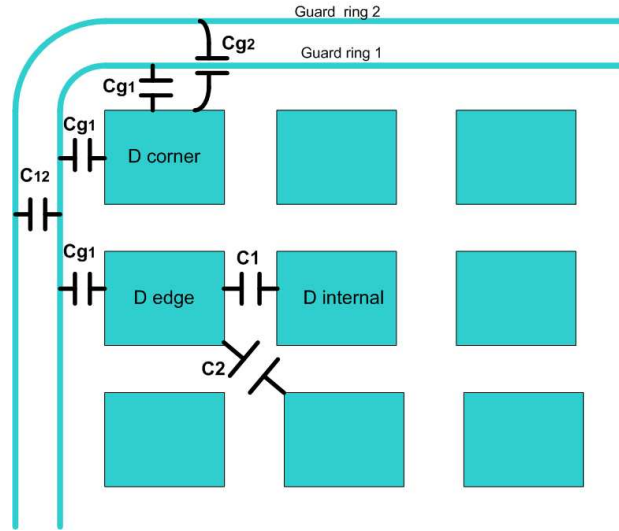 Guard ring 2
Cg2
Guard ring 1
Cg1
Cg1
D corner
C12
Cg1
C1
D edge
D internal
C2